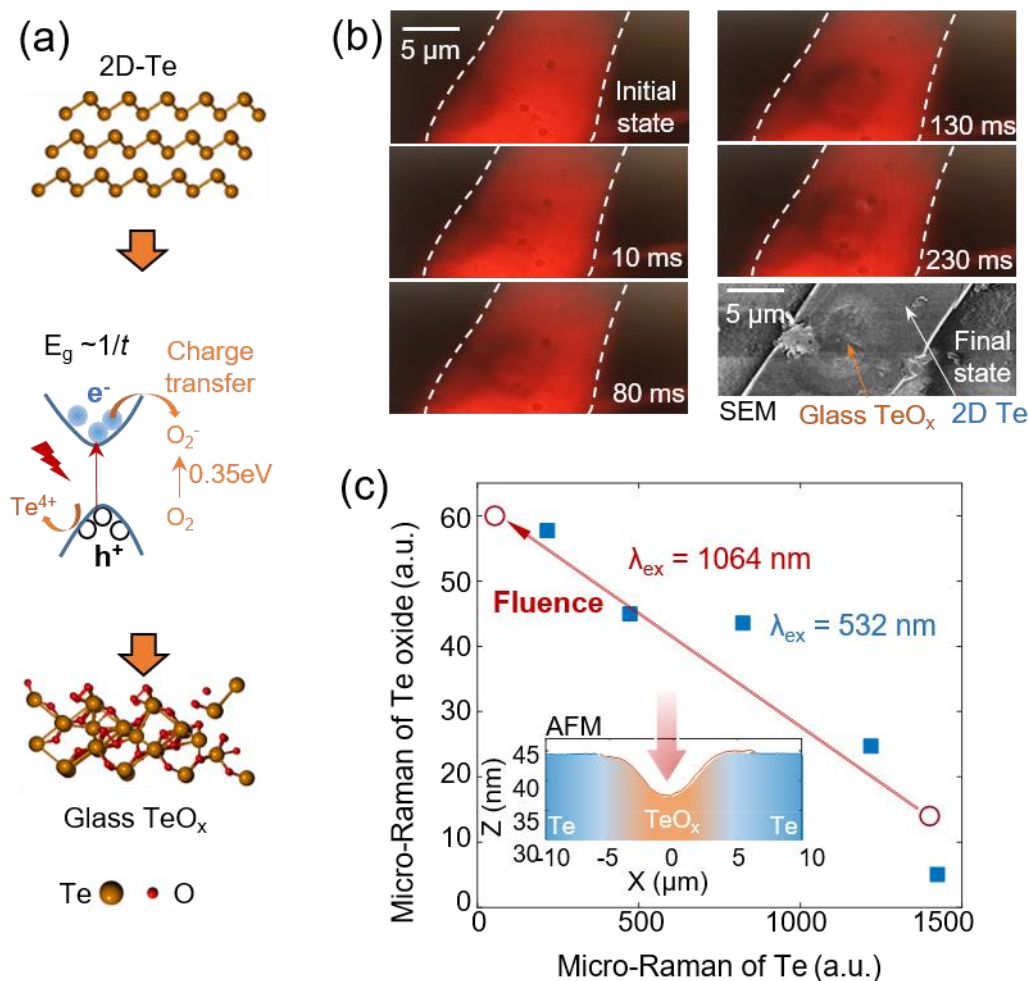 (a)
2D-Te
E_g ~1/t
e⁻
Charge
transfer
O₂⁻
0.35eV
Te⁴⁺
O₂
h⁺
Glass TeOₓ
Te
O
(b)
5 μm
Initial
state
10 ms
80 ms
130 ms
230 ms
5 μm
Final
state
SEM
Glass TeOₓ
2D Te
(c)
Micro-Raman of Te oxide (a.u.)
60
50
40
30
20
10
0
λ_ex = 1064 nm
Fluence
λ_ex = 532 nm
AFM
Z (nm)
45
40
35
30
Te
TeOₓ
Te
-10
-5
0
5
10
X (μm)
0
500
1000
1500
Micro-Raman of Te (a.u.)